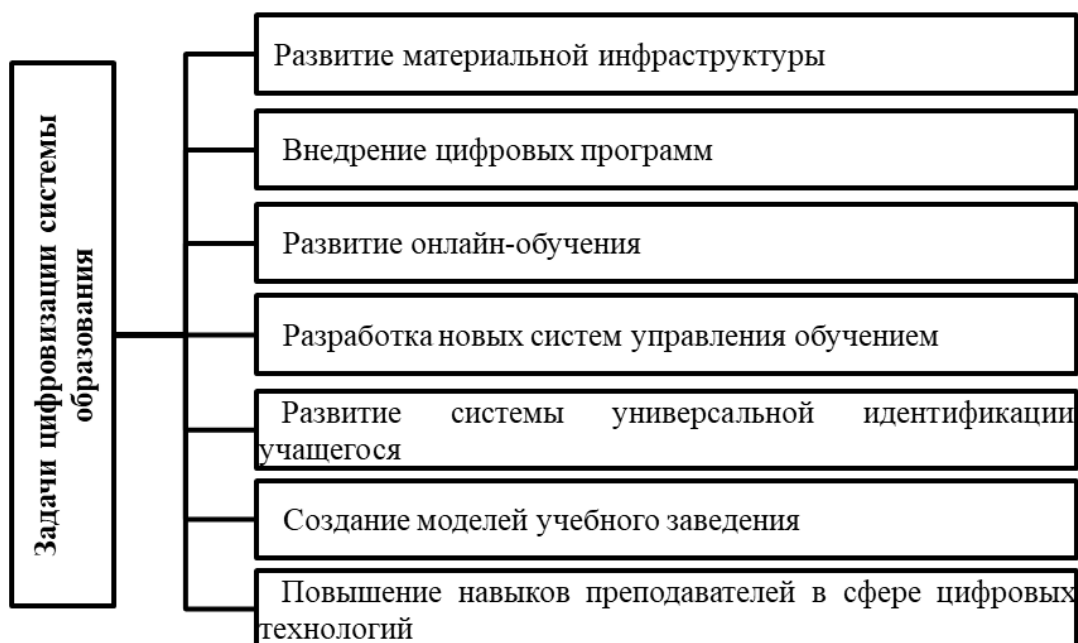 Задачи цифровизации системы
образования
Развитие материальной инфраструктуры
Внедрение цифровых программ
Развитие онлайн-обучения
Разработка новых систем управления обучением
Развитие системы универсальной идентификации
учащегося
Создание моделей учебного заведения
Повышение навыков преподавателей в сфере цифровых
технологий